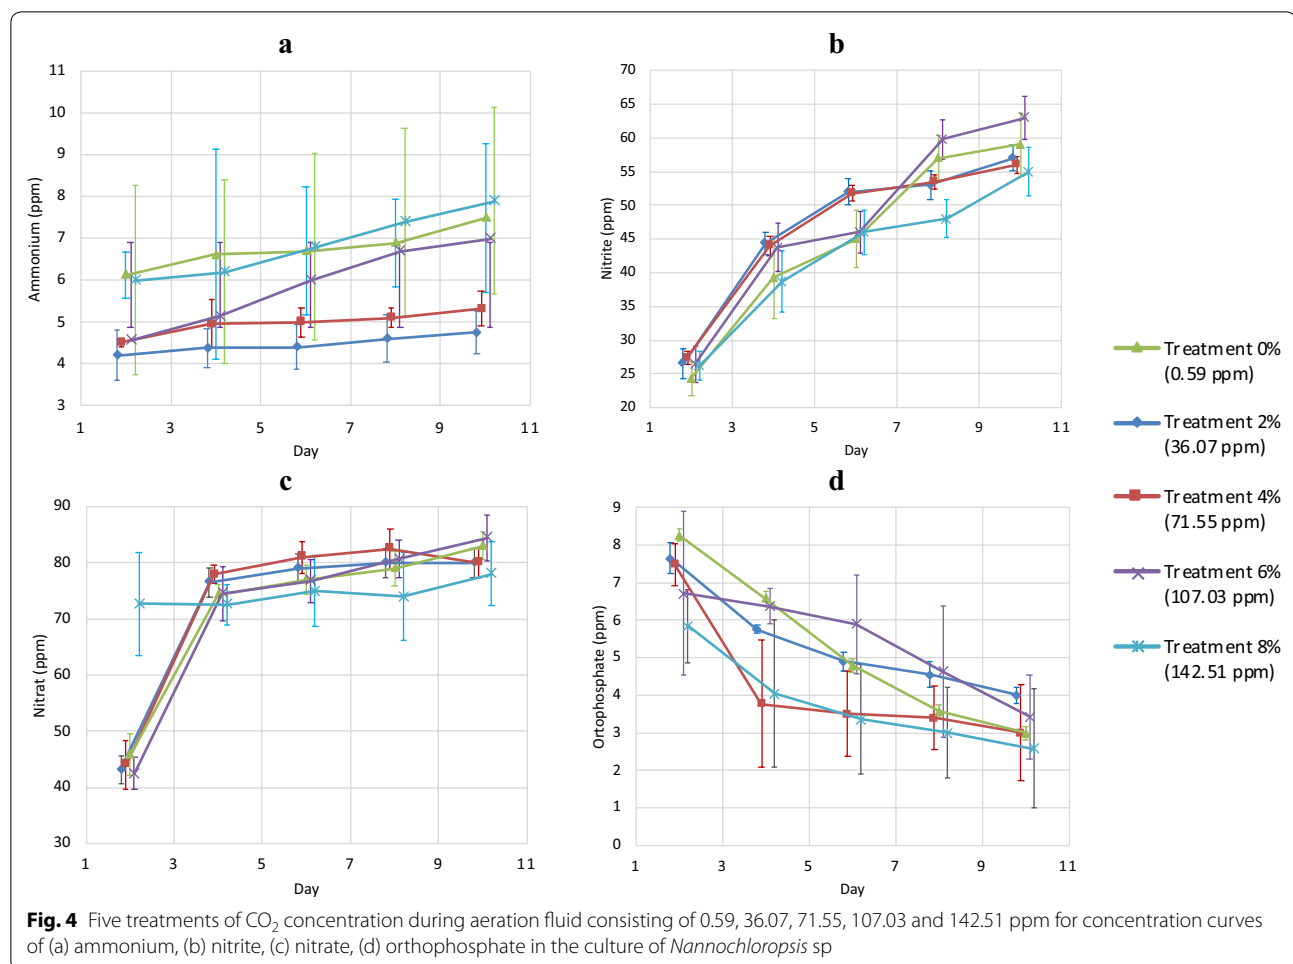 a
11
10
9
8
7
6
5
4
3
Ammonium (ppm)
1 3 5 7 9 11
Day
b
70
65
60
55
50
45
40
35
30
25
20
Nitrite (ppm)
1 3 5 7 9 11
Day
c
90
80
70
60
50
40
30
Nitrat (ppm)
1 3 5 7 9 11
Day
d
9
8
7
6
5
4
3
2
1
0
Ortophosphate (ppm)
1 3 5 7 9 11
Day
Treatment 0%
(0.59 ppm)
Treatment 2%
(36.07 ppm)
Treatment 4%
(71.55 ppm)
Treatment 6%
(107.03 ppm)
Treatment 8%
(142.51 ppm)
Fig. 4 Five treatments of CO2 concentration during aeration fluid consisting of 0.59, 36.07, 71.55, 107.03 and 142.51 ppm for concentration curves
of (a) ammonium, (b) nitrite, (c) nitrate, (d) orthophosphate in the culture of Nannochloropsis sp